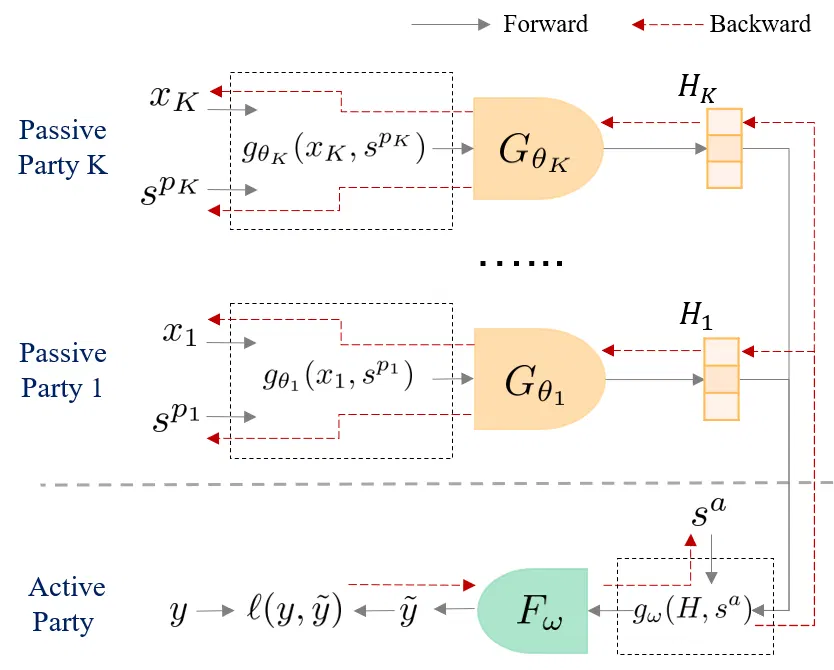 Forward
Backward
Passive
Party K
x_K
s^{p_K}
g_{θ_K}(x_K, s^{p_K})
G_{θ_K}
H_K
......
Passive
Party 1
x_1
s^{p_1}
g_{θ_1}(x_1, s^{p_1})
G_{θ_1}
H_1
s^a
Active
Party
y
ℓ(y, ỹ)
ỹ
F_ω
g_ω(H, s^a)